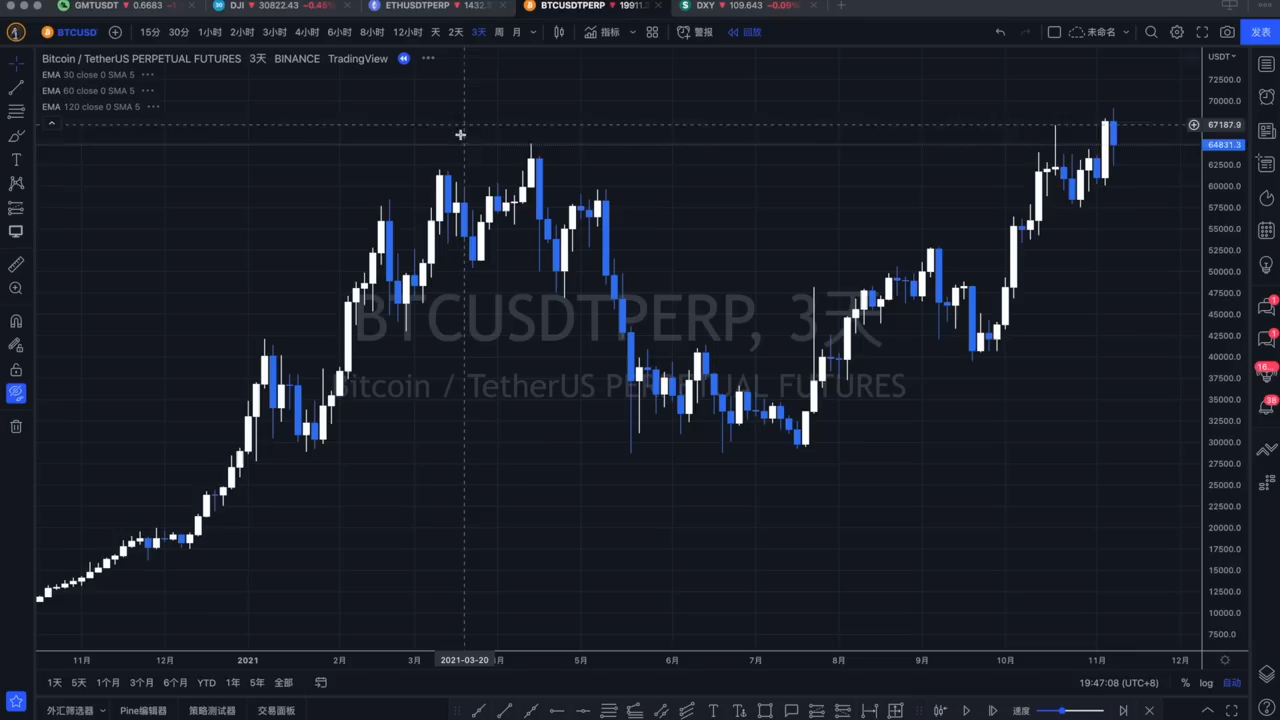 GMTUSDT 0.6683 −1 DJI 30822.43 −0.45% ETHUSDTPERP 1432. BTCUSDTPERP 19911. DXY 109.643 −0.09%
BTCUSD 15分 30分 1小时 2小时 3小时 4小时 6小时 8小时 12小时 天 2天 3天 周 月 指标 警报 回放 未命名 发表
Bitcoin / TetherUS PERPETUAL FUTURES 3天 BINANCE TradingView
EMA 30 close 0 SMA 5
EMA 60 close 0 SMA 5
EMA 120 close 0 SMA 5
BTCUSDTPERP, 3天
Bitcoin / TetherUS PERPETUAL FUTURES
USDT
72500.0
70000.0
67187.9
64831.3
62500.0
60000.0
57500.0
55000.0
52500.0
50000.0
47500.0
45000.0
42500.0
40000.0
37500.0
35000.0
32500.0
30000.0
27500.0
25000.0
22500.0
20000.0
17500.0
15000.0
12500.0
10000.0
7500.0
1
1
16...
38
11月 12月 2021 2月 3月 2021-03-20 月 5月 6月 7月 8月 9月 10月 11月 12月
1天 5天 1个月 3个月 6个月 YTD 1年 5年 全部 19:47:08 (UTC+8) % log 自动
外汇筛选器 Pine编辑器 策略测试器 交易面板 速度